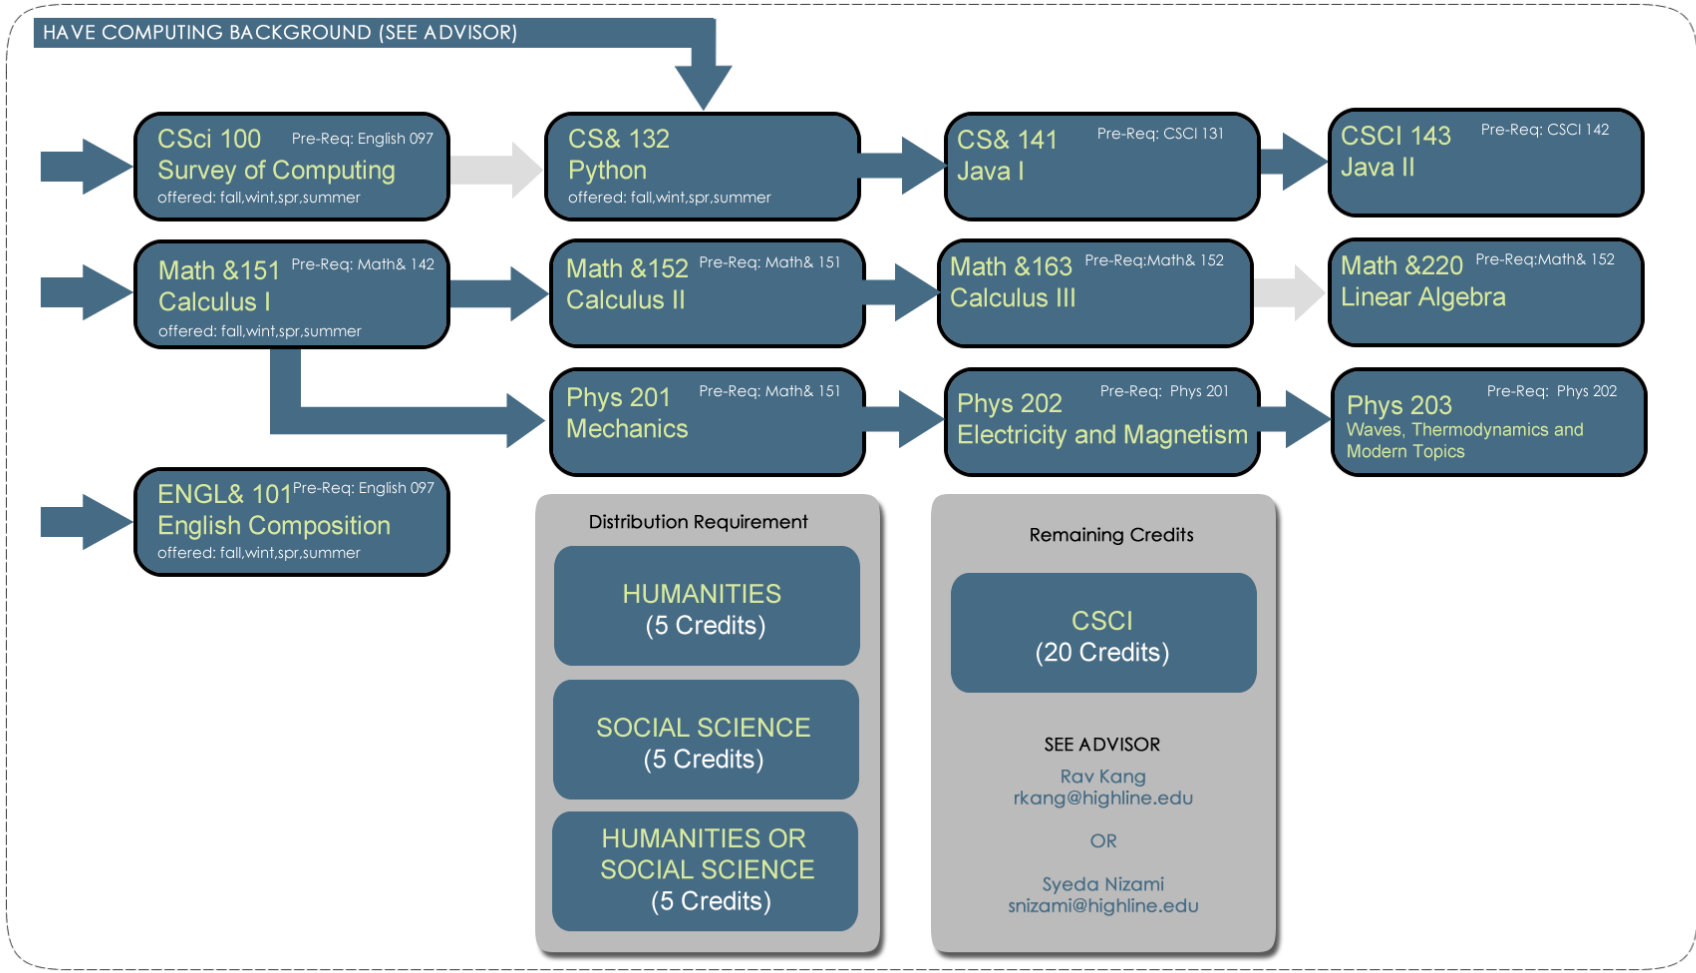 HAVE COMPUTING BACKGROUND (SEE ADVISOR)
CSci 100
Pre-Req: English 097
Survey of Computing
offered: fall,wint,spr,summer
CS& 132
Python
offered: fall,wint,spr,summer
CS& 141
Pre-Req: CSCI 131
Java I
CSCI 143
Pre-Req: CSCI 142
Java II
Math &151
Pre-Req: Math& 142
Calculus I
offered: fall,wint,spr,summer
Math &152
Pre-Req: Math& 151
Calculus II
Math &163
Pre-Req:Math& 152
Calculus III
Math &220
Pre-Req:Math& 152
Linear Algebra
Phys 201
Pre-Req: Math& 151
Mechanics
Phys 202
Pre-Req: Phys 201
Electricity and Magnetism
Phys 203
Pre-Req: Phys 202
Waves, Thermodynamics and
Modern Topics
ENGL& 101
Pre-Req: English 097
English Composition
offered: fall,wint,spr,summer
Distribution Requirement
HUMANITIES
(5 Credits)
SOCIAL SCIENCE
(5 Credits)
HUMANITIES OR
SOCIAL SCIENCE
(5 Credits)
Remaining Credits
CSCI
(20 Credits)
SEE ADVISOR
Rav Kang
rkang@highline.edu
OR
Syeda Nizami
snizami@highline.edu